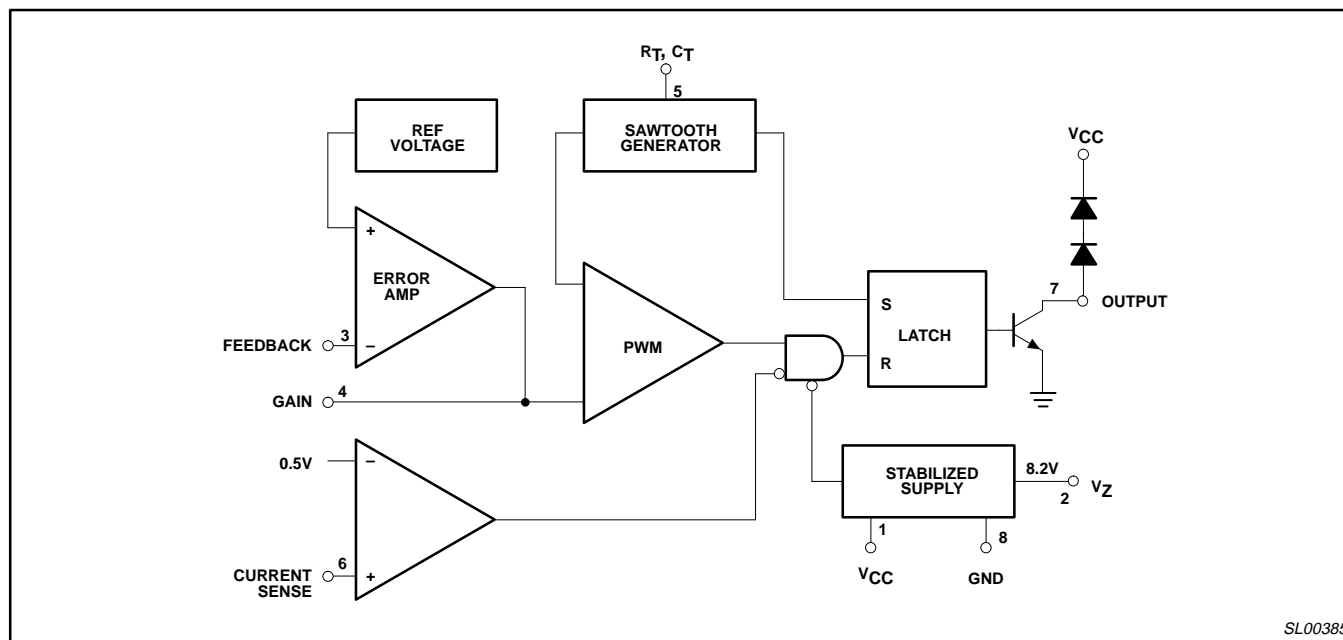 RT, CT
5
REF
VOLTAGE
SAWTOOTH
GENERATOR
VCC
+
ERROR
AMP
7
OUTPUT
S
LATCH
R
FEEDBACK
3
−
PWM
GAIN
4
0.5V
−
STABILIZED
SUPPLY
8.2V
2
VZ
1
8
CURRENT
SENSE
6
+
VCC
GND
SL00385